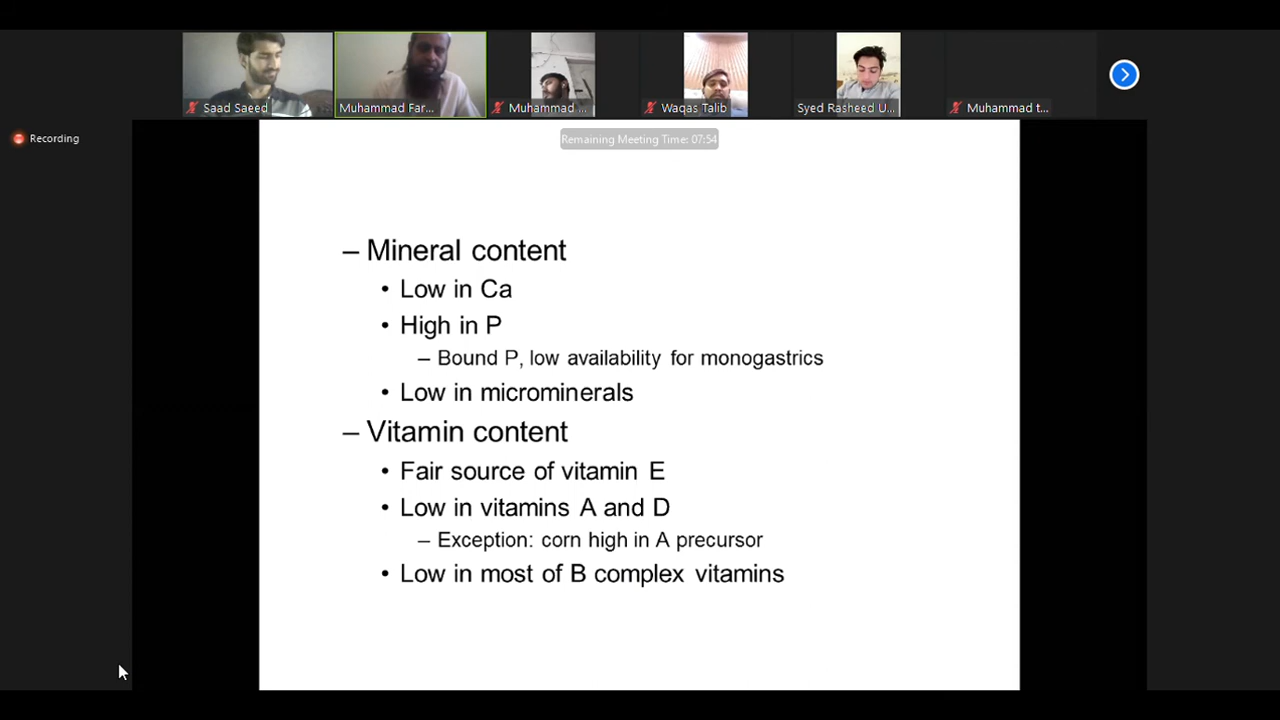 Saad Saeed
Muhammad Far...
Muhammad ...
Waqas Talib
Syed Rasheed U...
Muhammad t...
Recording
Remaining Meeting Time: 07:54
– Mineral content
• Low in Ca
• High in P
– Bound P, low availability for monogastrics
• Low in microminerals
– Vitamin content
• Fair source of vitamin E
• Low in vitamins A and D
– Exception: corn high in A precursor
• Low in most of B complex vitamins